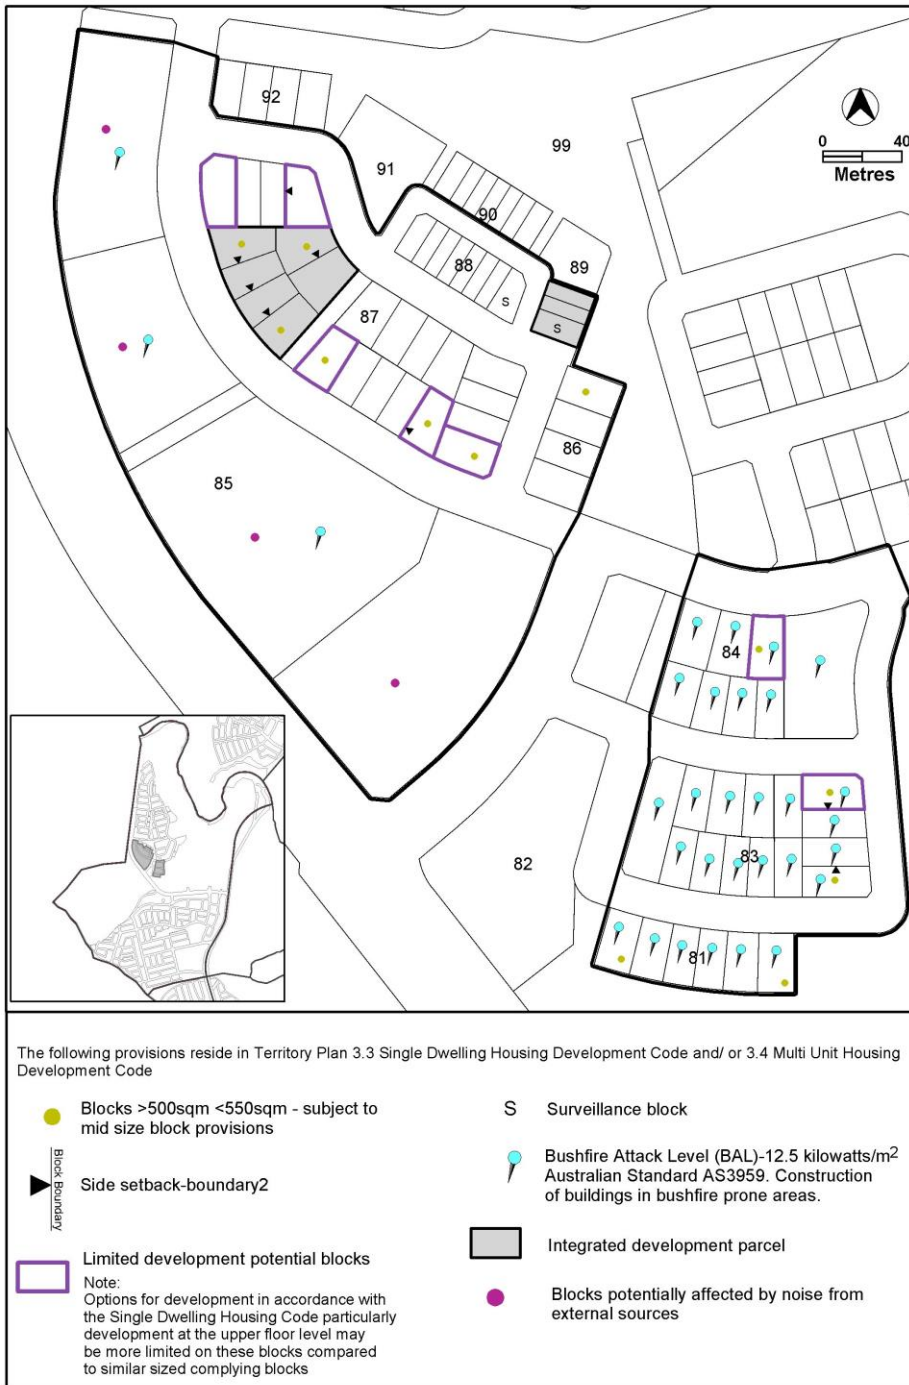 92
91
99
0 40
Metres
90
88
89
S
S
87
86
85
84
83
82
81
The following provisions reside in Territory Plan 3.3 Single Dwelling Housing Development Code and/ or 3.4 Multi Unit Housing
Development Code
Blocks >500sqm <550sqm - subject to
mid size block provisions
Block Boundary
Side setback-boundary2
Limited development potential blocks
Note:
Options for development in accordance with
the Single Dwelling Housing Code particularly
development at the upper floor level may
be more limited on these blocks compared
to similar sized complying blocks
S Surveillance block
Bushfire Attack Level (BAL)-12.5 kilowatts/m2
Australian Standard AS3959. Construction
of buildings in bushfire prone areas.
Integrated development parcel
Blocks potentially affected by noise from
external sources